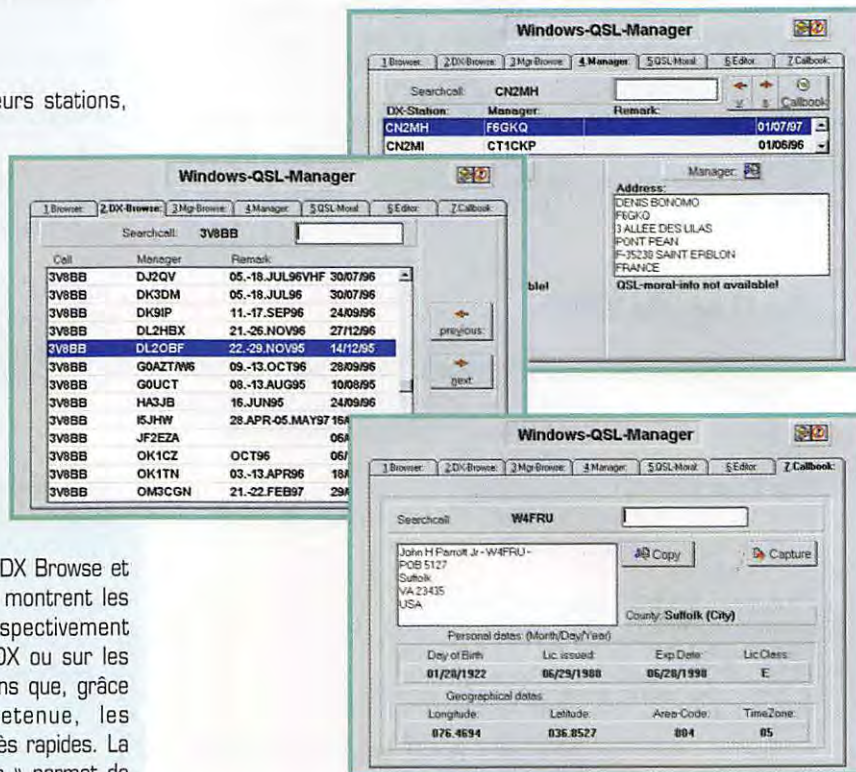 eurs stations,
Windows-QSL-Manager
1.Browser: 2.DX-Browse: 3.Mgr-Browse: 4.Manager: 5.QSL-Moral: 6.Editor: 7.Callbook:
Searchcall: CN2MH
DX-Station: Manager: Remark: Callbook
CN2MH F6GKQ 01/07/97
CN2MI CT1CKP 01/06/96
Manager:
Address:
DENIS BONOMO
F6GKQ
3 ALLEE DES LILAS
PONT PEAN
F-35230 SAINT ERBLON
FRANCE
ble! QSL-moral-info not available!
Windows-QSL-Manager
1.Browser: 2.DX-Browse: 3.Mgr-Browse: 4.Manager: 5.QSL-Moral: 6.Editor: 7.Callbook:
Searchcall: 3V8BB
Call Manager Remark
3V8BB DJ2QV 05.-18.JUL96VHF 30/07/96
3V8BB DK3DM 05.-18.JUL96 30/07/96
3V8BB DK9IP 11.-17.SEP96 24/09/96
3V8BB DL2HBX 21.-26.NOV96 27/12/96
3V8BB DL2OBF 22.-29.NOV95 14/12/95
3V8BB G0AZT/W6 09.-13.OCT96 28/09/96
3V8BB G0UCT 08.-13.AUG95 10/08/95
3V8BB HA3JB 16.JUN95 24/09/96
3V8BB I5JHW 28.APR-05.MAY97 16/
3V8BB JF2EZA 06/
3V8BB OK1CZ OCT96 06/
3V8BB OK1TN 03.-13.APR96 18/
3V8BB OM3CGN 21.-22.FEB97 29/
previous:
next:
Windows-QSL-Manager
1.Browser: 2.DX-Browse: 3.Mgr-Browse: 4.Manager: 5.QSL-Moral: 6.Editor: 7.Callbook:
Searchcall: W4FRU
John H Parrott Jr - W4FRU -
POB 5127
Suffolk
VA 23435
USA
Copy Capture
County: Suffolk (City)
Personal dates: (Month/Day/Year)
Day of Birth Lic. issued: Exp.Date: Lic.Class:
01/28/1922 06/29/1988 06/28/1998 E
Geographical dates:
Longitude: Latitude: Area-Code: TimeZone:
076.4694 036.8527 804 05
DX Browse et
montrent les
spectivement
DX ou sur les
ns que, grâce
etenue, les
ès rapides. La
» permet de